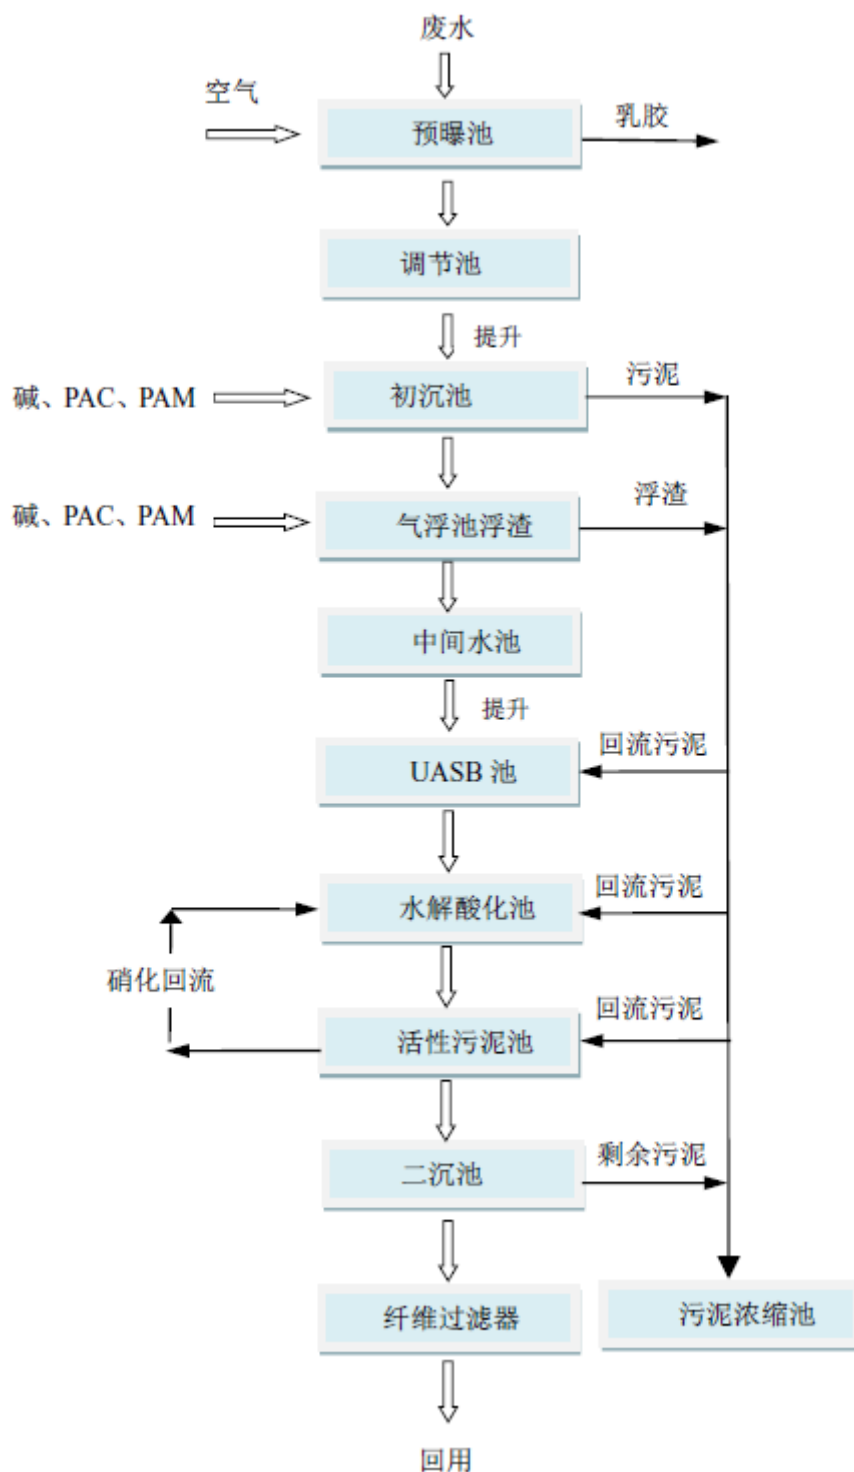 废水
空气
预曝池
乳胶
调节池
提升
碱、PAC、PAM
初沉池
污泥
碱、PAC、PAM
气浮池浮渣
浮渣
中间水池
提升
UASB 池
回流污泥
水解酸化池
回流污泥
硝化回流
活性污泥池
回流污泥
二沉池
剩余污泥
纤维过滤器
污泥浓缩池
回用